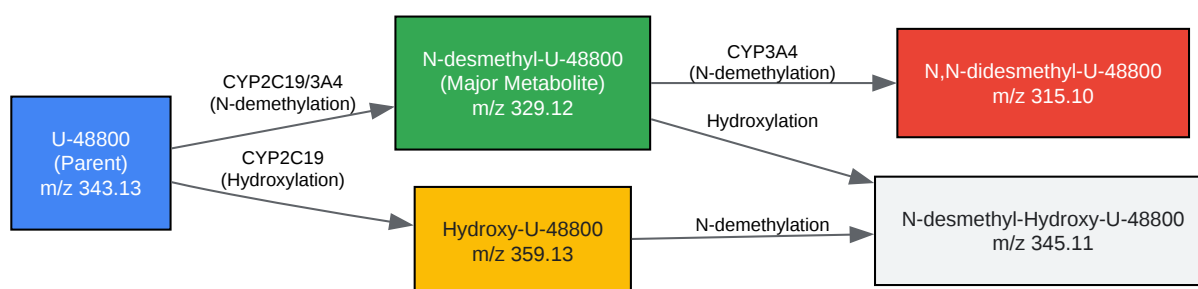 U-48800
(Parent)
m/z 343.13
CYP2C19/3A4
(N-demethylation)
CYP2C19
(Hydroxylation)
N-desmethyl-U-48800
(Major Metabolite)
m/z 329.12
Hydroxy-U-48800
m/z 359.13
CYP3A4
(N-demethylation)
Hydroxylation
N-demethylation
N,N-didesmethyl-U-48800
m/z 315.10
N-desmethyl-Hydroxy-U-48800
m/z 345.11